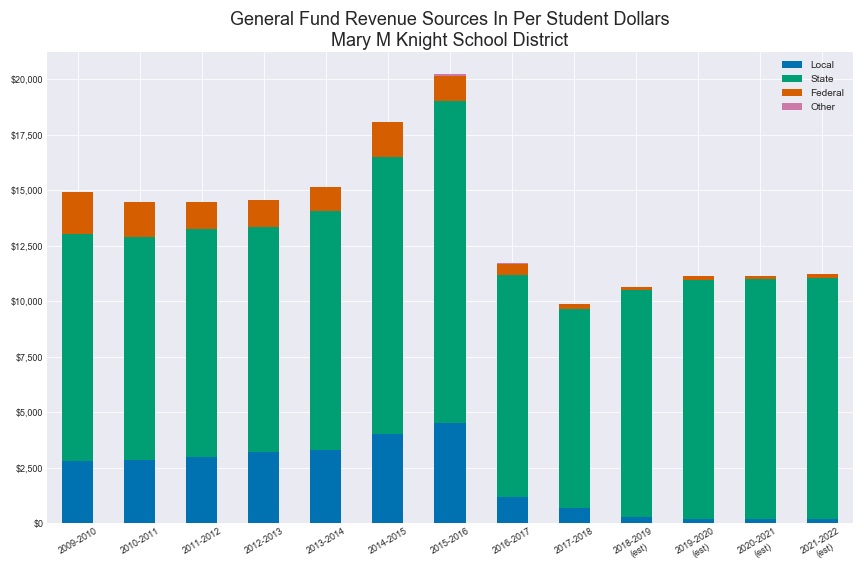 General Fund Revenue Sources In Per Student Dollars
Mary M Knight School District
Local
State
Federal
Other
$20,000
$17,500
$15,000
$12,500
$10,000
$7,500
$5,000
$2,500
$0
2009-2010
2010-2011
2011-2012
2012-2013
2013-2014
2014-2015
2015-2016
2016-2017
2017-2018
2018-2019
(est)
2019-2020
(est)
2020-2021
(est)
2021-2022
(est)